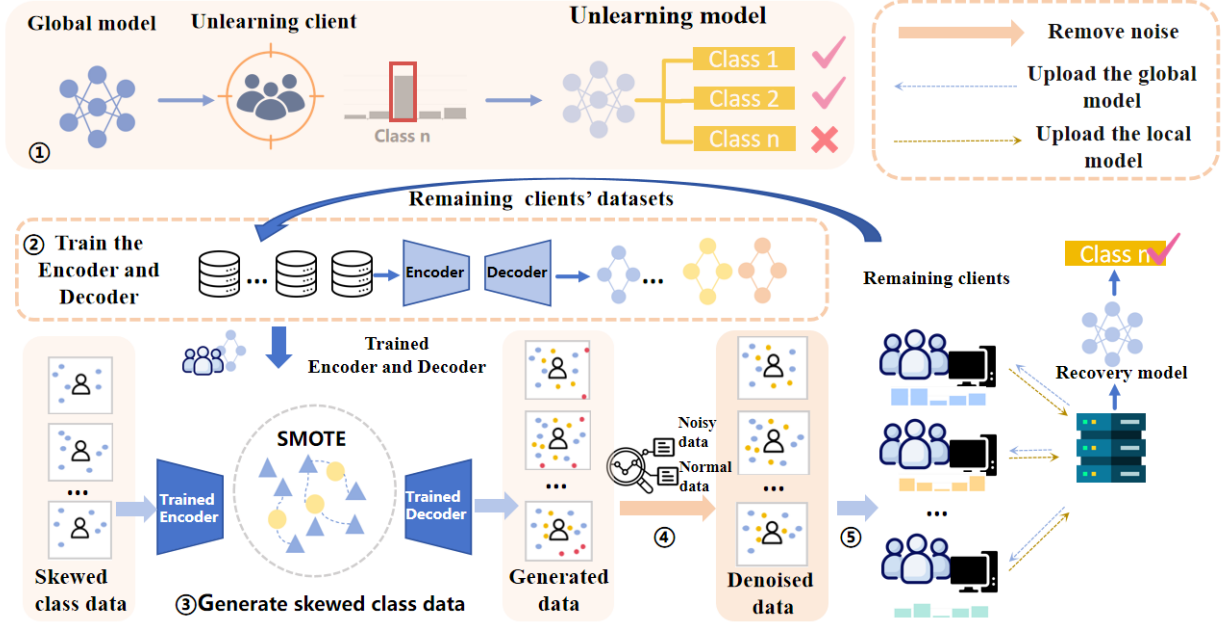 Global model
Unlearning client
Unlearning model
Class 1
Class 2
Class n
Class n
①
Remove noise
Upload the global
model
Upload the local
model
Remaining clients' datasets
② Train the
Encoder and
Decoder
...
Encoder
Decoder
...
Trained
Encoder and Decoder
Remaining clients
Class n
Recovery model
SMOTE
Trained
Encoder
Trained
Decoder
...
...
Noisy
data
Normal
data
...
④
⑤
...
Skewed
class data
③Generate skewed class data
Generated
data
Denoised
data